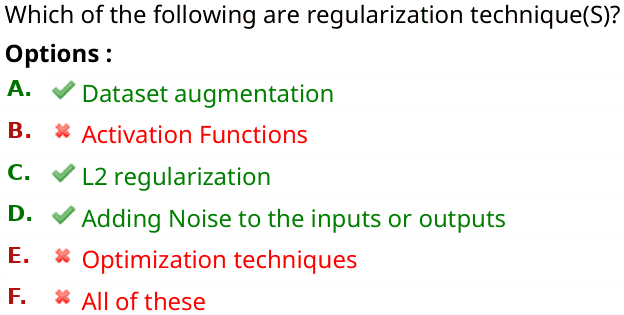 Which of the following are regularization technique(S)?
Options :
A. Dataset augmentation
B. Activation Functions
C. L2 regularization
D. Adding Noise to the inputs or outputs
E. Optimization techniques
F. All of these